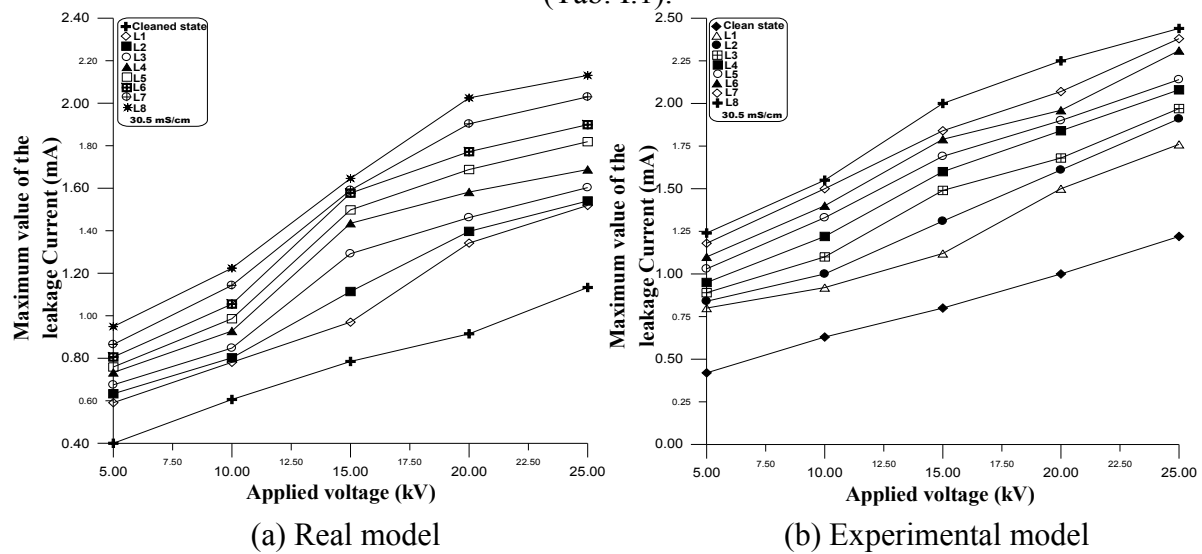 (Tab. I.1).
Cleaned state
L1
L2
L3
L4
L5
L6
L7
L8
30.5 mS/cm
Maximum value of the
leakage Current (mA)
2.40
2.20
2.00
1.80
1.60
1.40
1.20
1.00
0.80
0.60
0.40
5.00
7.50
10.00
12.50
15.00
17.50
20.00
22.50
25.00
Applied voltage (kV)
(a) Real model
Clean state
L1
L2
L3
L4
L5
L6
L7
L8
30.5 mS/cm
Maximum value of the
leakage Current (mA)
2.50
2.25
2.00
1.75
1.50
1.25
1.00
0.75
0.50
0.25
0.00
5.00
7.50
10.00
12.50
15.00
17.50
20.00
22.50
25.00
Applied voltage (kV)
(b) Experimental model